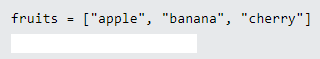 fruits = ["apple", "banana", "cherry"]